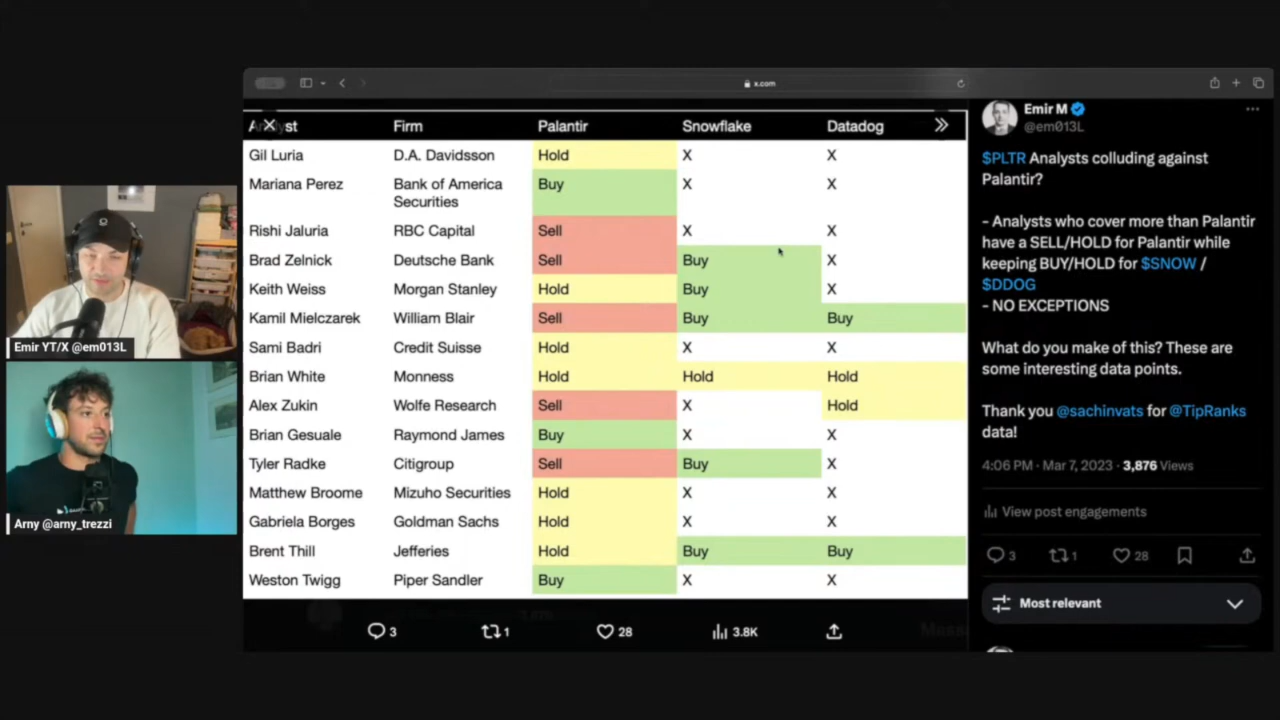 x.com
Analyst Firm Palantir Snowflake Datadog
Gil Luria D.A. Davidsson Hold X X
Mariana Perez Bank of America Securities Buy X X
Rishi Jaluria RBC Capital Sell X X
Brad Zelnick Deutsche Bank Sell Buy X
Keith Weiss Morgan Stanley Hold Buy X
Kamil Mielczarek William Blair Sell Buy Buy
Sami Badri Credit Suisse Hold X X
Brian White Monness Hold Hold Hold
Alex Zukin Wolfe Research Sell X Hold
Brian Gesuale Raymond James Buy X X
Tyler Radke Citigroup Sell Buy X
Matthew Broome Mizuho Securities Hold X X
Gabriela Borges Goldman Sachs Hold X X
Brent Thill Jefferies Hold Buy Buy
Weston Twigg Piper Sandler Buy X X
3 1 28 3.8K
Emir M
@em013L
$PLTR Analysts colluding against
Palantir?
- Analysts who cover more than Palantir
have a SELL/HOLD for Palantir while
keeping BUY/HOLD for $SNOW /
$DDOG
- NO EXCEPTIONS
What do you make of this? These are
some interesting data points.
Thank you @sachinvats for @TipRanks
data!
4:06 PM · Mar 7, 2023 · 3,876 Views
View post engagements
3 1 28
Most relevant
Emir YT/X @em013L
Arny @arny_trezzi